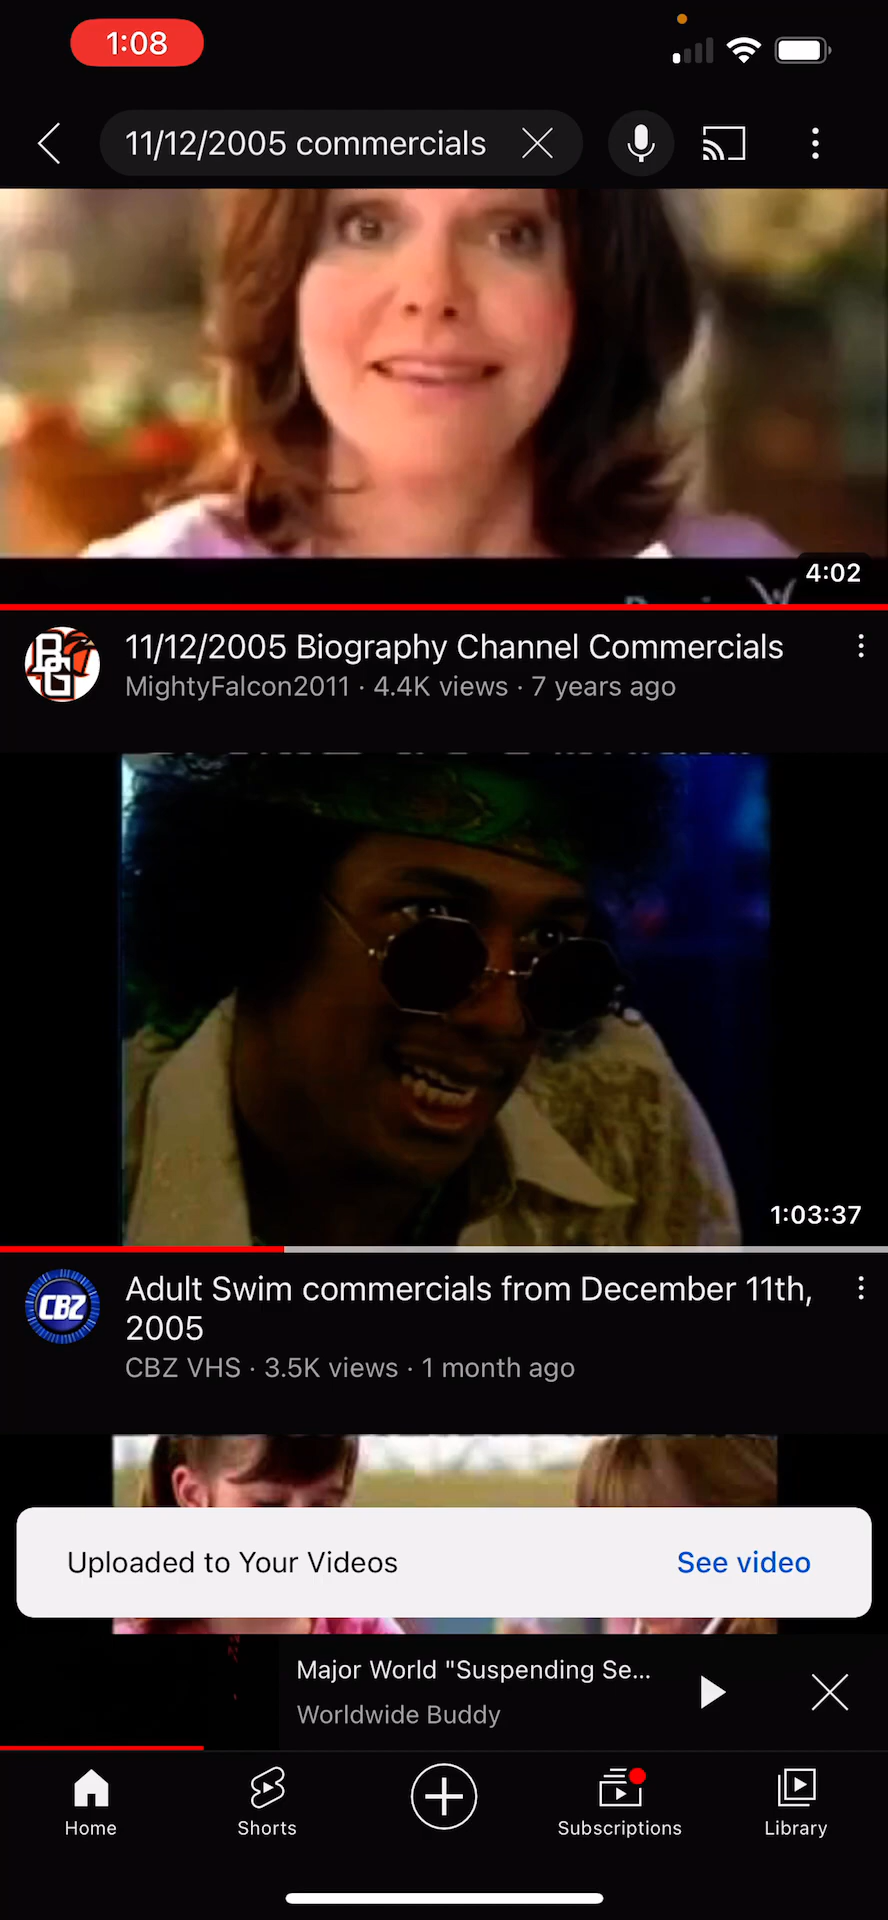 1:08
11/12/2005 commercials
4:02
11/12/2005 Biography Channel Commercials
MightyFalcon2011 · 4.4K views · 7 years ago
1:03:37
CBZ
Adult Swim commercials from December 11th,
2005
CBZ VHS · 3.5K views · 1 month ago
Uploaded to Your Videos See video
Major World "Suspending Se...
Worldwide Buddy
Home Shorts Subscriptions Library